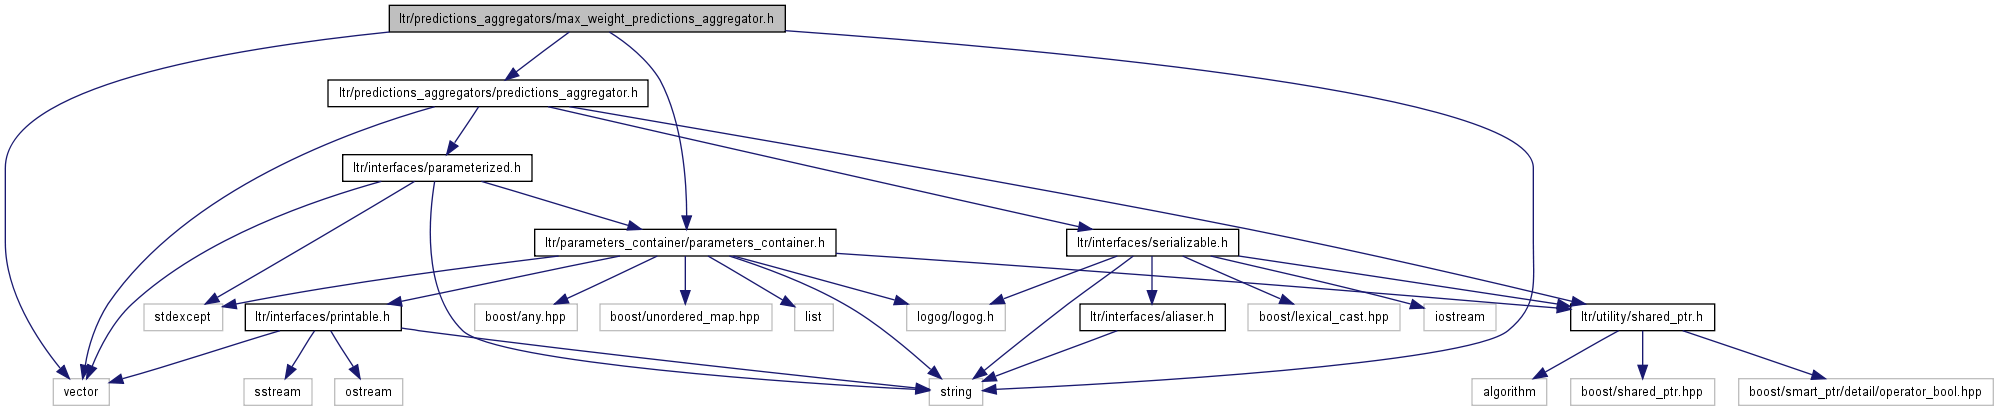 ltr/predictions_aggregators/max_weight_predictions_aggregator.h
ltr/predictions_aggregators/predictions_aggregator.h
ltr/interfaces/parameterized.h
ltr/parameters_container/parameters_container.h
ltr/interfaces/serializable.h
stdexcept
ltr/interfaces/printable.h
boost/any.hpp
boost/unordered_map.hpp
list
logog/logog.h
ltr/interfaces/aliaser.h
boost/lexical_cast.hpp
iostream
ltr/utility/shared_ptr.h
vector
sstream
ostream
string
algorithm
boost/shared_ptr.hpp
boost/smart_ptr/detail/operator_bool.hpp